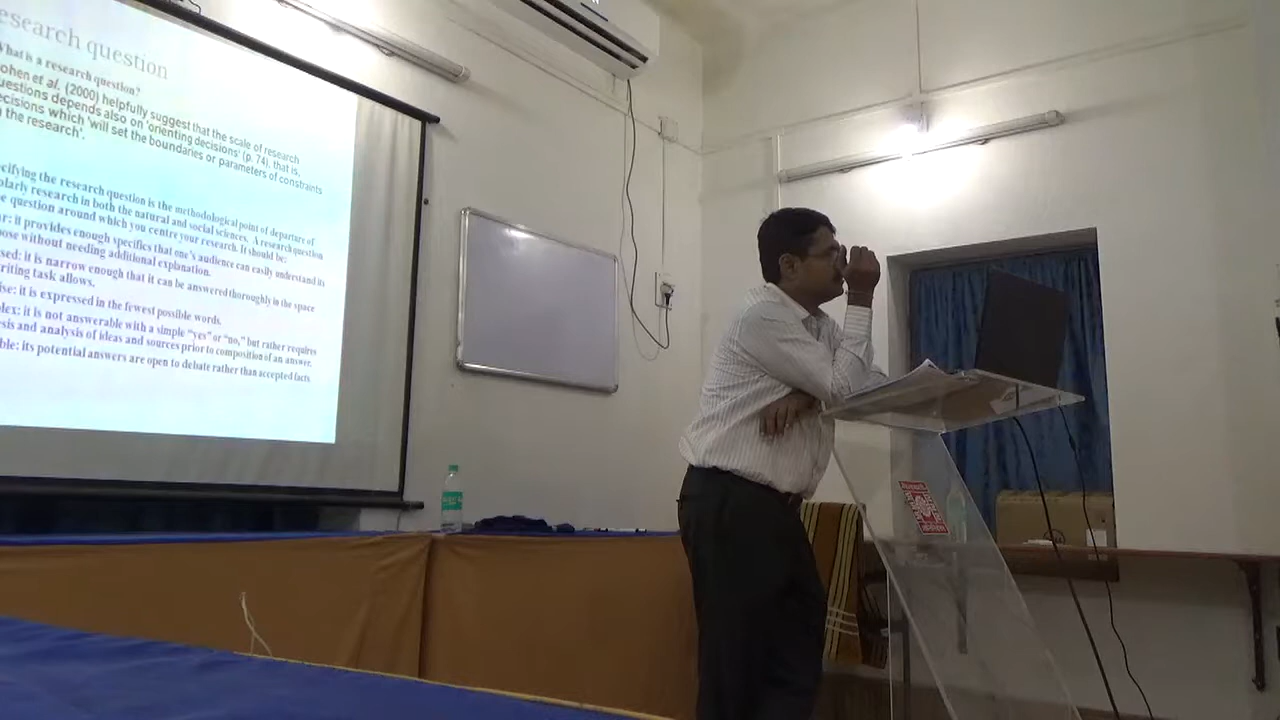 esearch question
What is a research question?
ohen et al. (2000) helpfully suggest that the scale of research
uestions depends also on 'orienting decisions' (p. 74), that is,
ecisions which 'will set the boundaries or parameters of constraints
n the research'.
ecifying the research question is the methodological point of departure of
olarly research in both the natural and social sciences. A research question
e question around which you centre your research. It should be:
ar: it provides enough specifics that one's audience can easily understand its
ose without needing additional explanation.
sed: it is narrow enough that it can be answered thoroughly in the space
riting task allows.
ise: it is expressed in the fewest possible words.
plex: it is not answerable with a simple "yes" or "no," but rather requires
esis and analysis of ideas and sources prior to composition of an answer.
ble: its potential answers are open to debate rather than accepted facts.